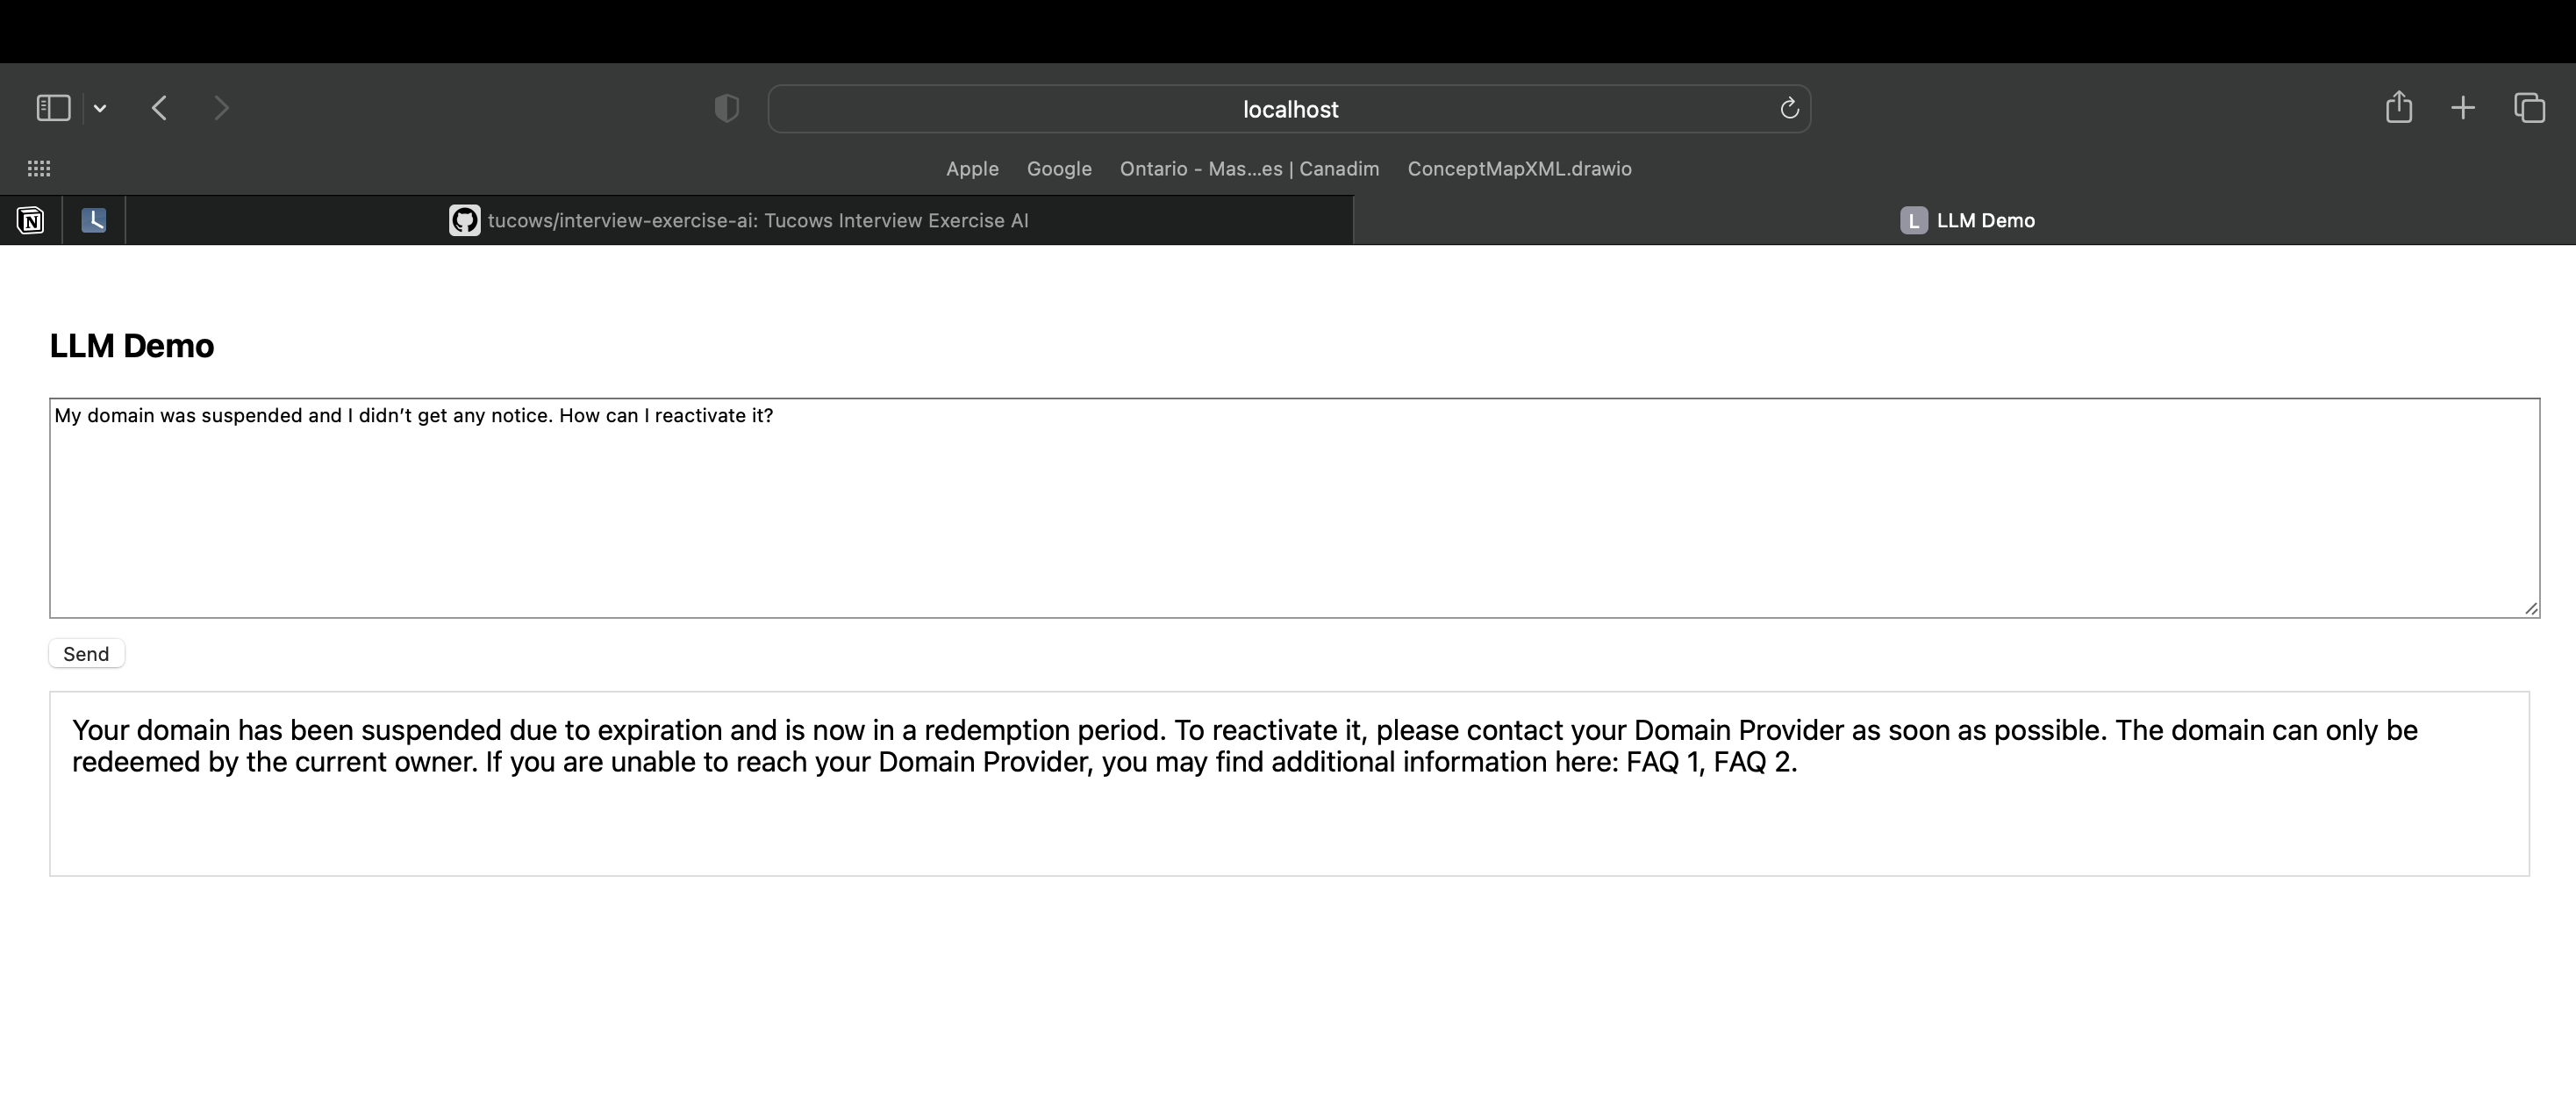 localhost
Apple Google Ontario - Mas...es | Canadim ConceptMapXML.drawio
N tucows/interview-exercise-ai: Tucows Interview Exercise AI L LLM Demo
LLM Demo
My domain was suspended and I didn’t get any notice. How can I reactivate it?
Send
Your domain has been suspended due to expiration and is now in a redemption period. To reactivate it, please contact your Domain Provider as soon as possible. The domain can only be
redeemed by the current owner. If you are unable to reach your Domain Provider, you may find additional information here: FAQ 1, FAQ 2.